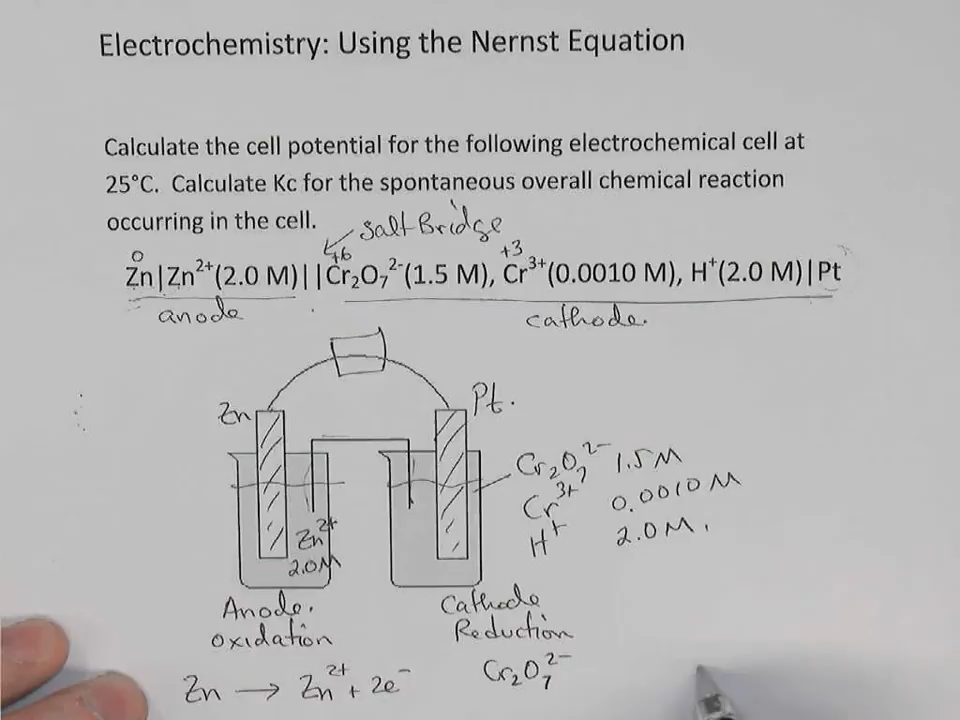 Electrochemistry: Using the Nernst Equation
Calculate the cell potential for the following electrochemical cell at
25°C. Calculate Kc for the spontaneous overall chemical reaction
occurring in the cell.
Salt Bridge
0 +6 +3
Zn|Zn²⁺(2.0 M)||Cr₂O₇²⁻(1.5 M), Cr³⁺(0.0010 M), H⁺(2.0 M)|Pt
anode cathode.
Zn Pt.
Cr₂O₇²⁻ 1.5M
Cr³⁺ 0.0010M
H⁺ 2.0M.
Zn²⁺
2.0M
Anode. Cathode
oxidation Reduction
Zn → Zn²⁺ + 2e⁻ Cr₂O₇²⁻